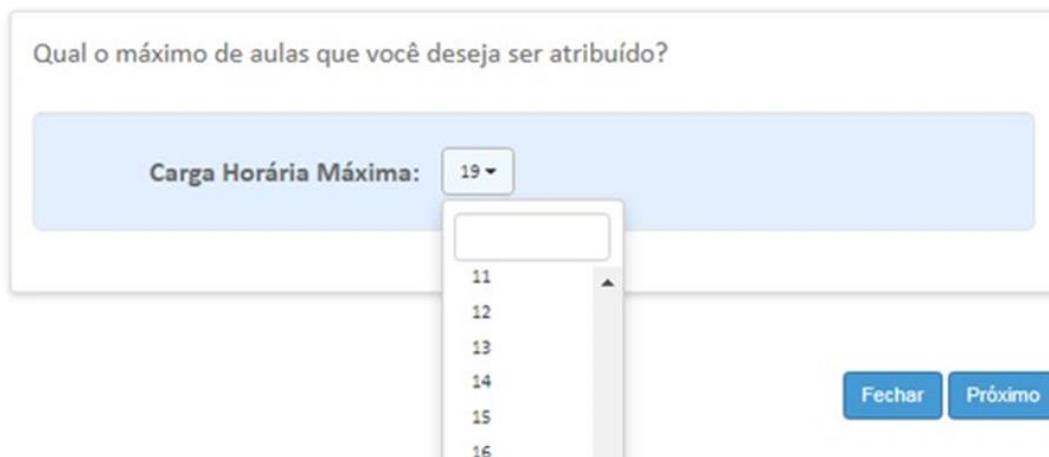 Qual o máximo de aulas que você deseja ser atribuído?
Carga Horária Máxima: 19
11
12
13
14
15
16
Fechar Próximo